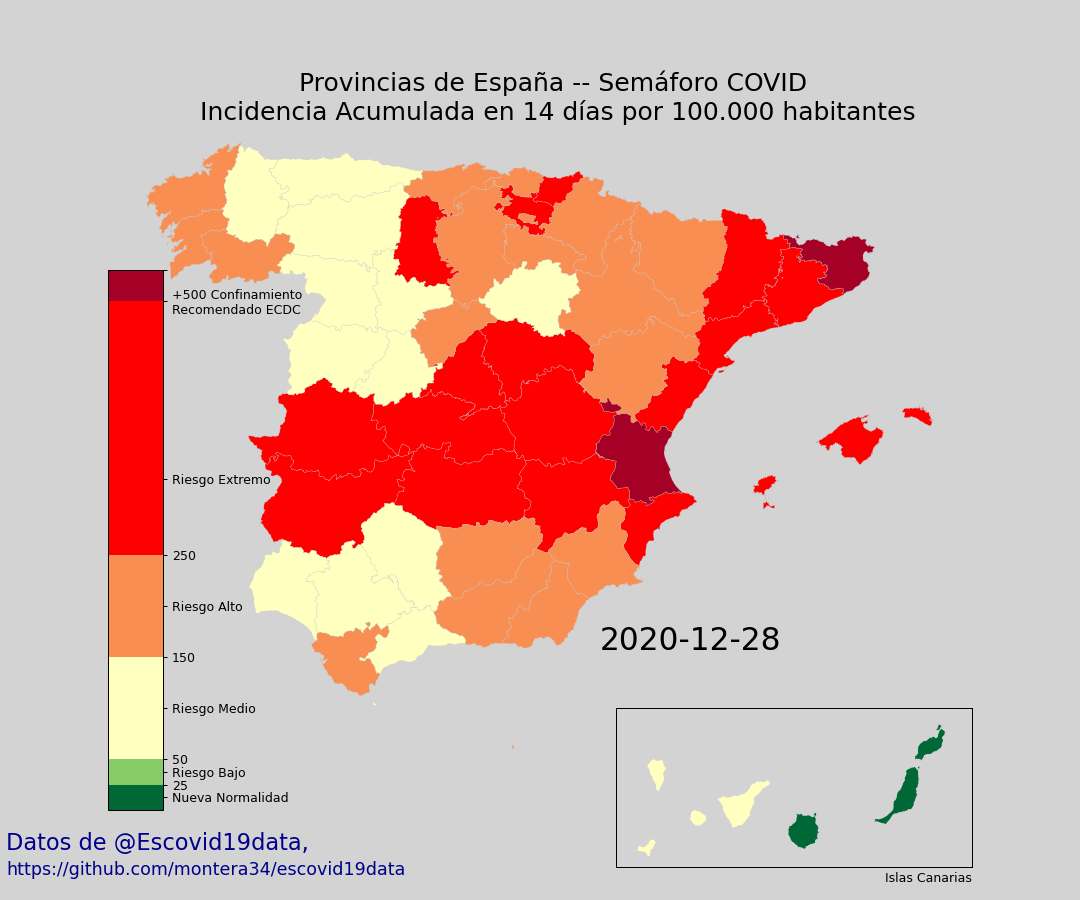 Provincias de España -- Semáforo COVID
Incidencia Acumulada en 14 días por 100.000 habitantes
+500 Confinamiento
Recomendado ECDC
Riesgo Extremo
250
Riesgo Alto
150
Riesgo Medio
50
Riesgo Bajo
25
Nueva Normalidad
2020-12-28
Islas Canarias
Datos de @Escovid19data,
https://github.com/montera34/escovid19data